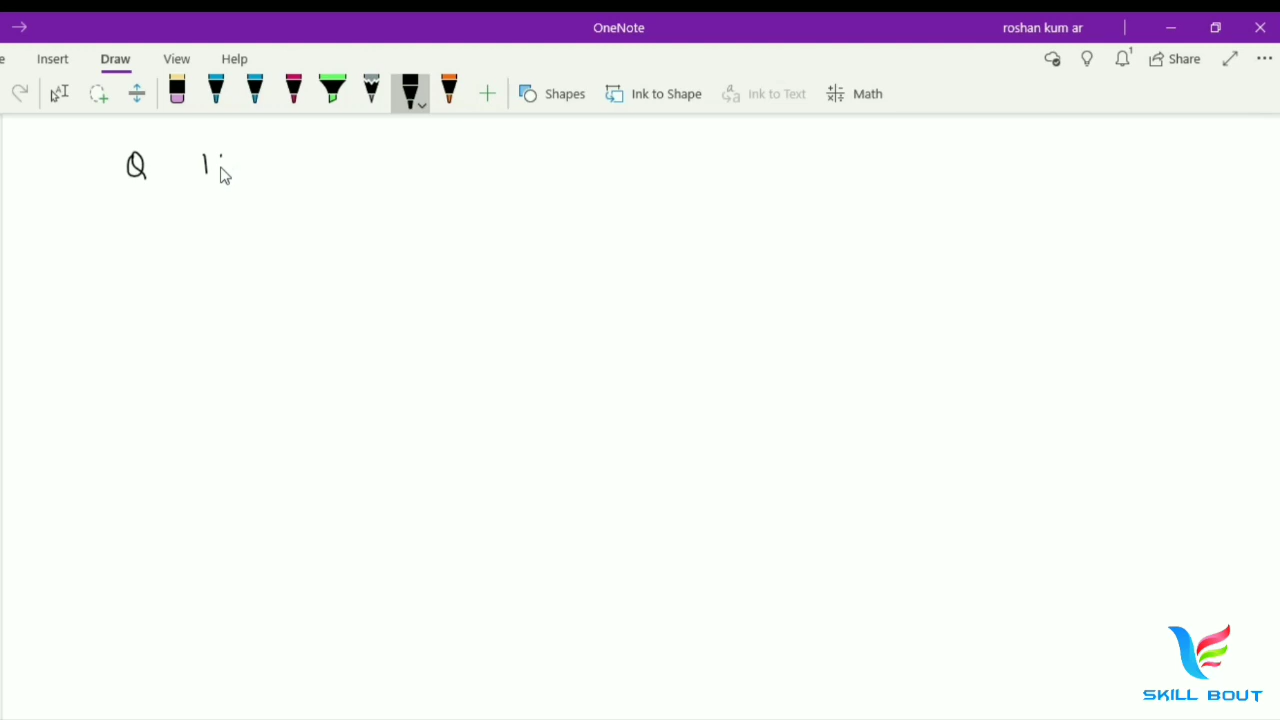 OneNote
roshan kum ar
Insert Draw View Help
1 Share
Shapes Ink to Shape Ink to Text Math
Q li
SKILL BOUT